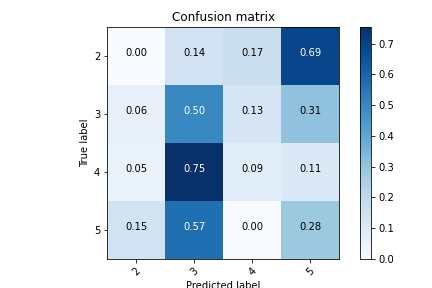 Confusion matrix
2 0.00 0.14 0.17 0.69
3 0.06 0.50 0.13 0.31
4 0.05 0.75 0.09 0.11
5 0.15 0.57 0.00 0.28
2 3 4 5
True label
Predicted label
0.7
0.6
0.5
0.4
0.3
0.2
0.1
0.0